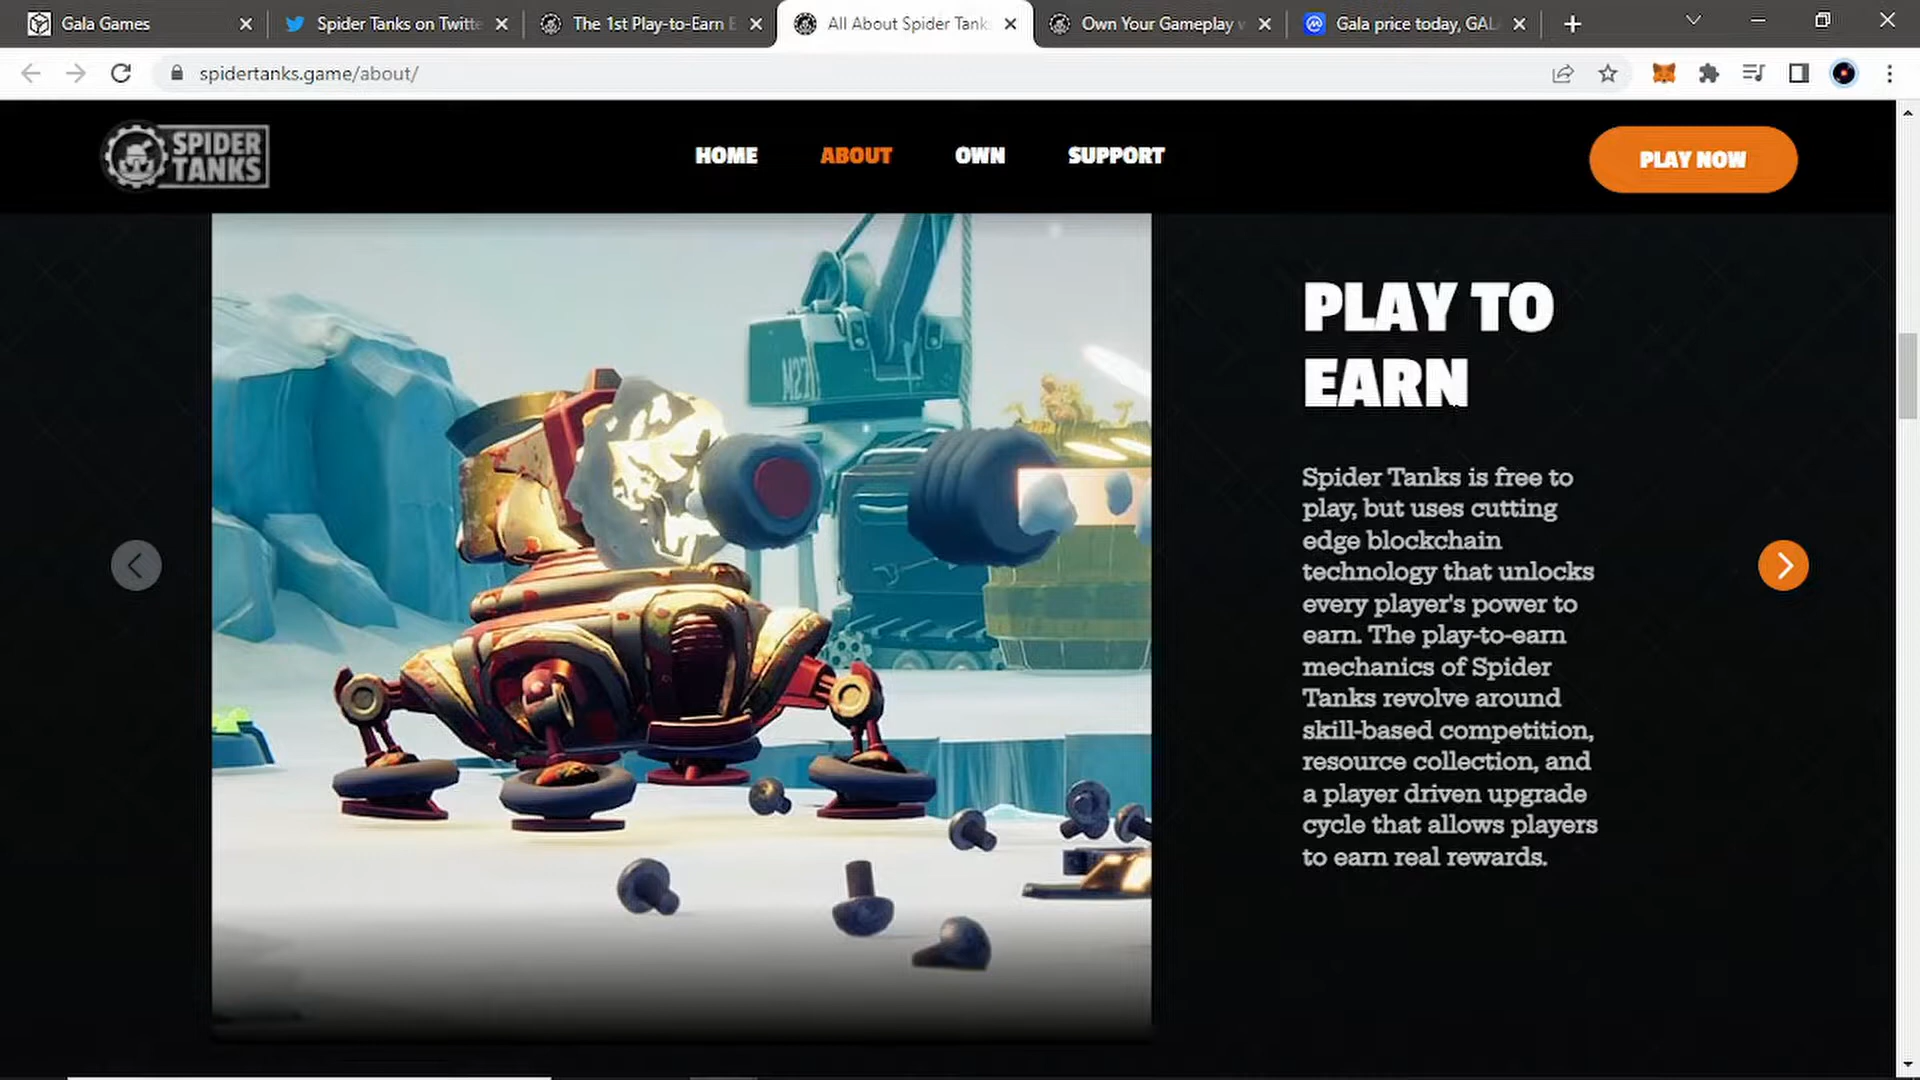 Gala Games
Spider Tanks on Twitte
The 1st Play-to-Earn
All About Spider Tank
Own Your Gameplay
Gala price today, GAL
spidertanks.game/about/
SPIDER
TANKS
HOME
ABOUT
OWN
SUPPORT
PLAY NOW
PLAY TO
EARN
Spider Tanks is free to
play, but uses cutting
edge blockchain
technology that unlocks
every player's power to
earn. The play-to-earn
mechanics of Spider
Tanks revolve around
skill-based competition,
resource collection, and
a player driven upgrade
cycle that allows players
to earn real rewards.